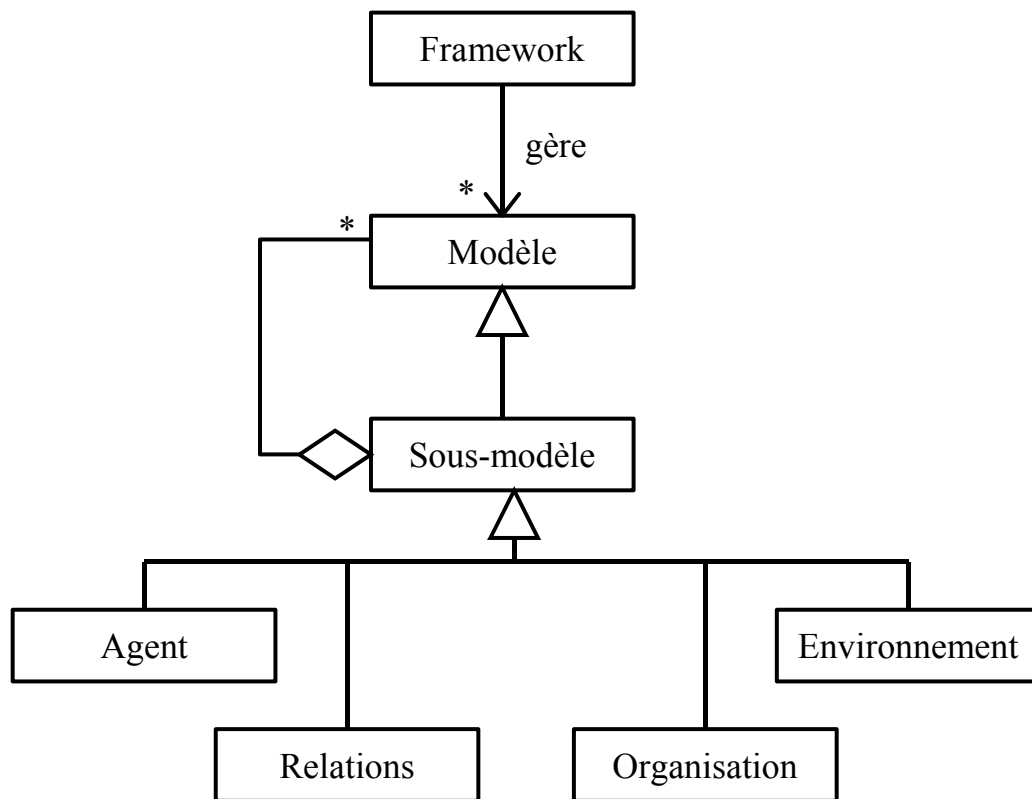 Framework
gère
*
*
Modèle
Sous-modèle
Agent
Environnement
Relations
Organisation